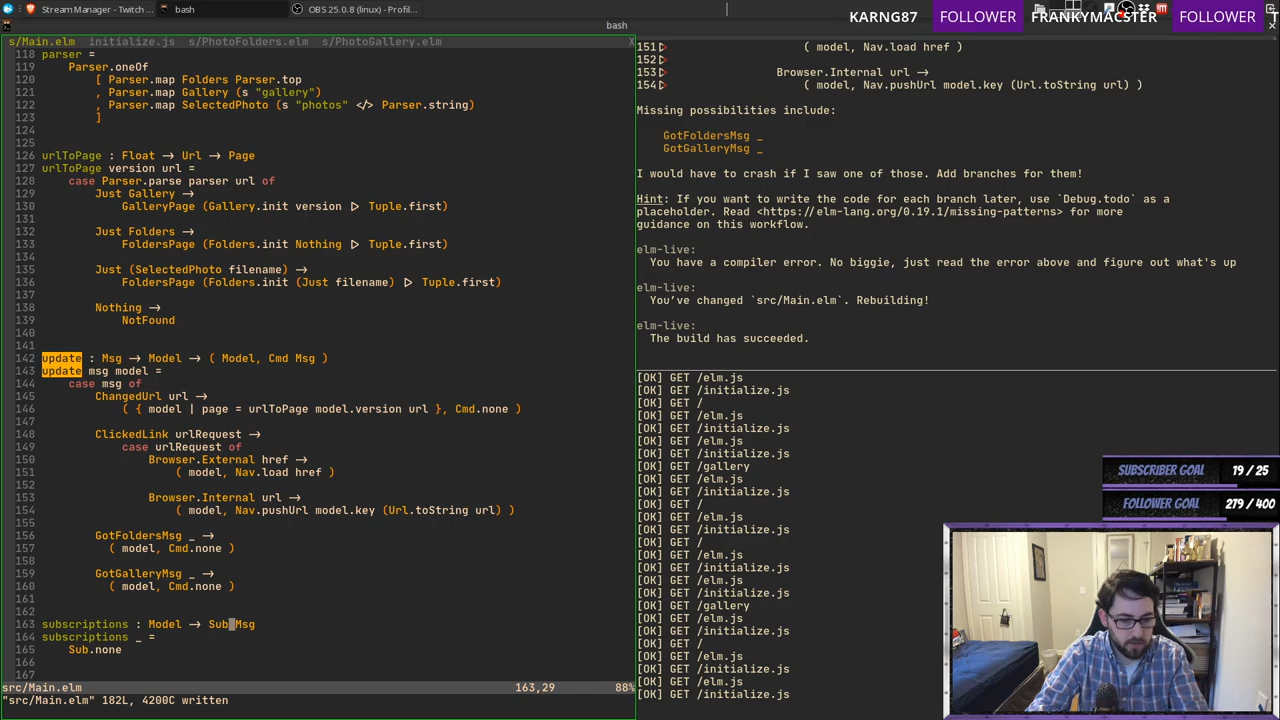 Stream Manager - Twitch
bash
OBS 25.0.8 (linux) - Profil...
bash
KARNG87
FOLLOWER
FRANKYMACSTER
FOLLOWER
s/Main.elm initialize.js s/PhotoFolders.elm s/PhotoGallery.elm X
118 parser =
119 Parser.oneOf
120 [ Parser.map Folders Parser.top
121 , Parser.map Gallery (s "gallery")
122 , Parser.map SelectedPhoto (s "photos" </> Parser.string)
123 ]
124
125
126 urlToPage : Float -> Url -> Page
127 urlToPage version url =
128 case Parser.parse parser url of
129 Just Gallery ->
130 GalleryPage (Gallery.init version |> Tuple.first)
131
132 Just Folders ->
133 FoldersPage (Folders.init Nothing |> Tuple.first)
134
135 Just (SelectedPhoto filename) ->
136 FoldersPage (Folders.init (Just filename) |> Tuple.first)
137
138 Nothing ->
139 NotFound
140
141
142 update : Msg -> Model -> ( Model, Cmd Msg )
143 update msg model =
144 case msg of
145 ChangedUrl url ->
146 ( { model | page = urlToPage model.version url }, Cmd.none )
147
148 ClickedLink urlRequest ->
149 case urlRequest of
150 Browser.External href ->
151 ( model, Nav.load href )
152
153 Browser.Internal url ->
154 ( model, Nav.pushUrl model.key (Url.toString url) )
155
156 GotFoldersMsg _ ->
157 ( model, Cmd.none )
158
159 GotGalleryMsg _ ->
160 ( model, Cmd.none )
161
162
163 subscriptions : Model -> Sub Msg
164 subscriptions _ =
165 Sub.none
166
167
src/Main.elm 163,29 88%
"src/Main.elm" 182L, 4200C written
151> ( model, Nav.load href )
152>
153> Browser.Internal url ->
154> ( model, Nav.pushUrl model.key (Url.toString url) )
Missing possibilities include:
GotFoldersMsg _
GotGalleryMsg _
I would have to crash if I saw one of those. Add branches for them!
Hint: If you want to write the code for each branch later, use `Debug.todo` as a
placeholder. Read <https://elm-lang.org/0.19.1/missing-patterns> for more
guidance on this workflow.
elm-live:
You have a compiler error. No biggie, just read the error above and figure out what's up
elm-live:
You've changed `src/Main.elm`. Rebuilding!
elm-live:
The build has succeeded.
[OK] GET /elm.js
[OK] GET /initialize.js
[OK] GET /
[OK] GET /elm.js
[OK] GET /initialize.js
[OK] GET /elm.js
[OK] GET /initialize.js
[OK] GET /gallery
[OK] GET /elm.js
[OK] GET /initialize.js
[OK] GET /
[OK] GET /elm.js
[OK] GET /initialize.js
[OK] GET /
[OK] GET /elm.js
[OK] GET /initialize.js
[OK] GET /elm.js
[OK] GET /initialize.js
[OK] GET /gallery
[OK] GET /elm.js
[OK] GET /initialize.js
[OK] GET /
[OK] GET /elm.js
[OK] GET /initialize.js
[OK] GET /elm.js
[OK] GET /initialize.js
SUBSCRIBER GOAL 19 / 25
FOLLOWER GOAL 279 / 400